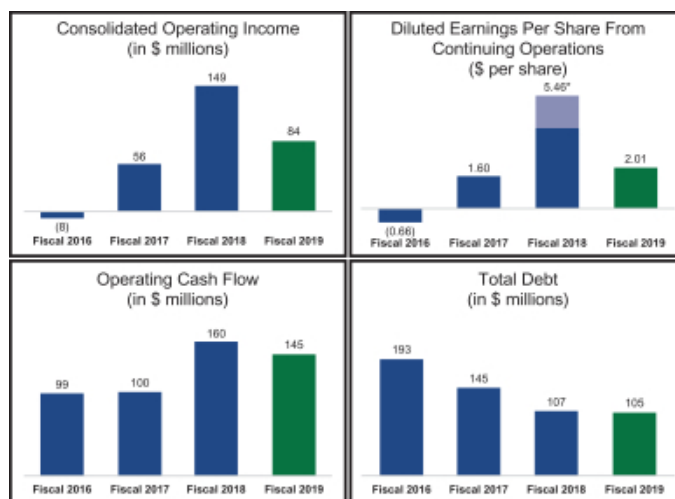 Consolidated Operating Income
(in $ millions)
149
84
56
(8)
Fiscal 2016 Fiscal 2017 Fiscal 2018 Fiscal 2019
Diluted Earnings Per Share From
Continuing Operations
($ per share)
5.46*
2.01
1.60
(0.66)
Fiscal 2016 Fiscal 2017 Fiscal 2018 Fiscal 2019
Operating Cash Flow
(in $ millions)
160
145
99 100
Fiscal 2016 Fiscal 2017 Fiscal 2018 Fiscal 2019
Total Debt
(in $ millions)
193
145
107 105
Fiscal 2016 Fiscal 2017 Fiscal 2018 Fiscal 2019